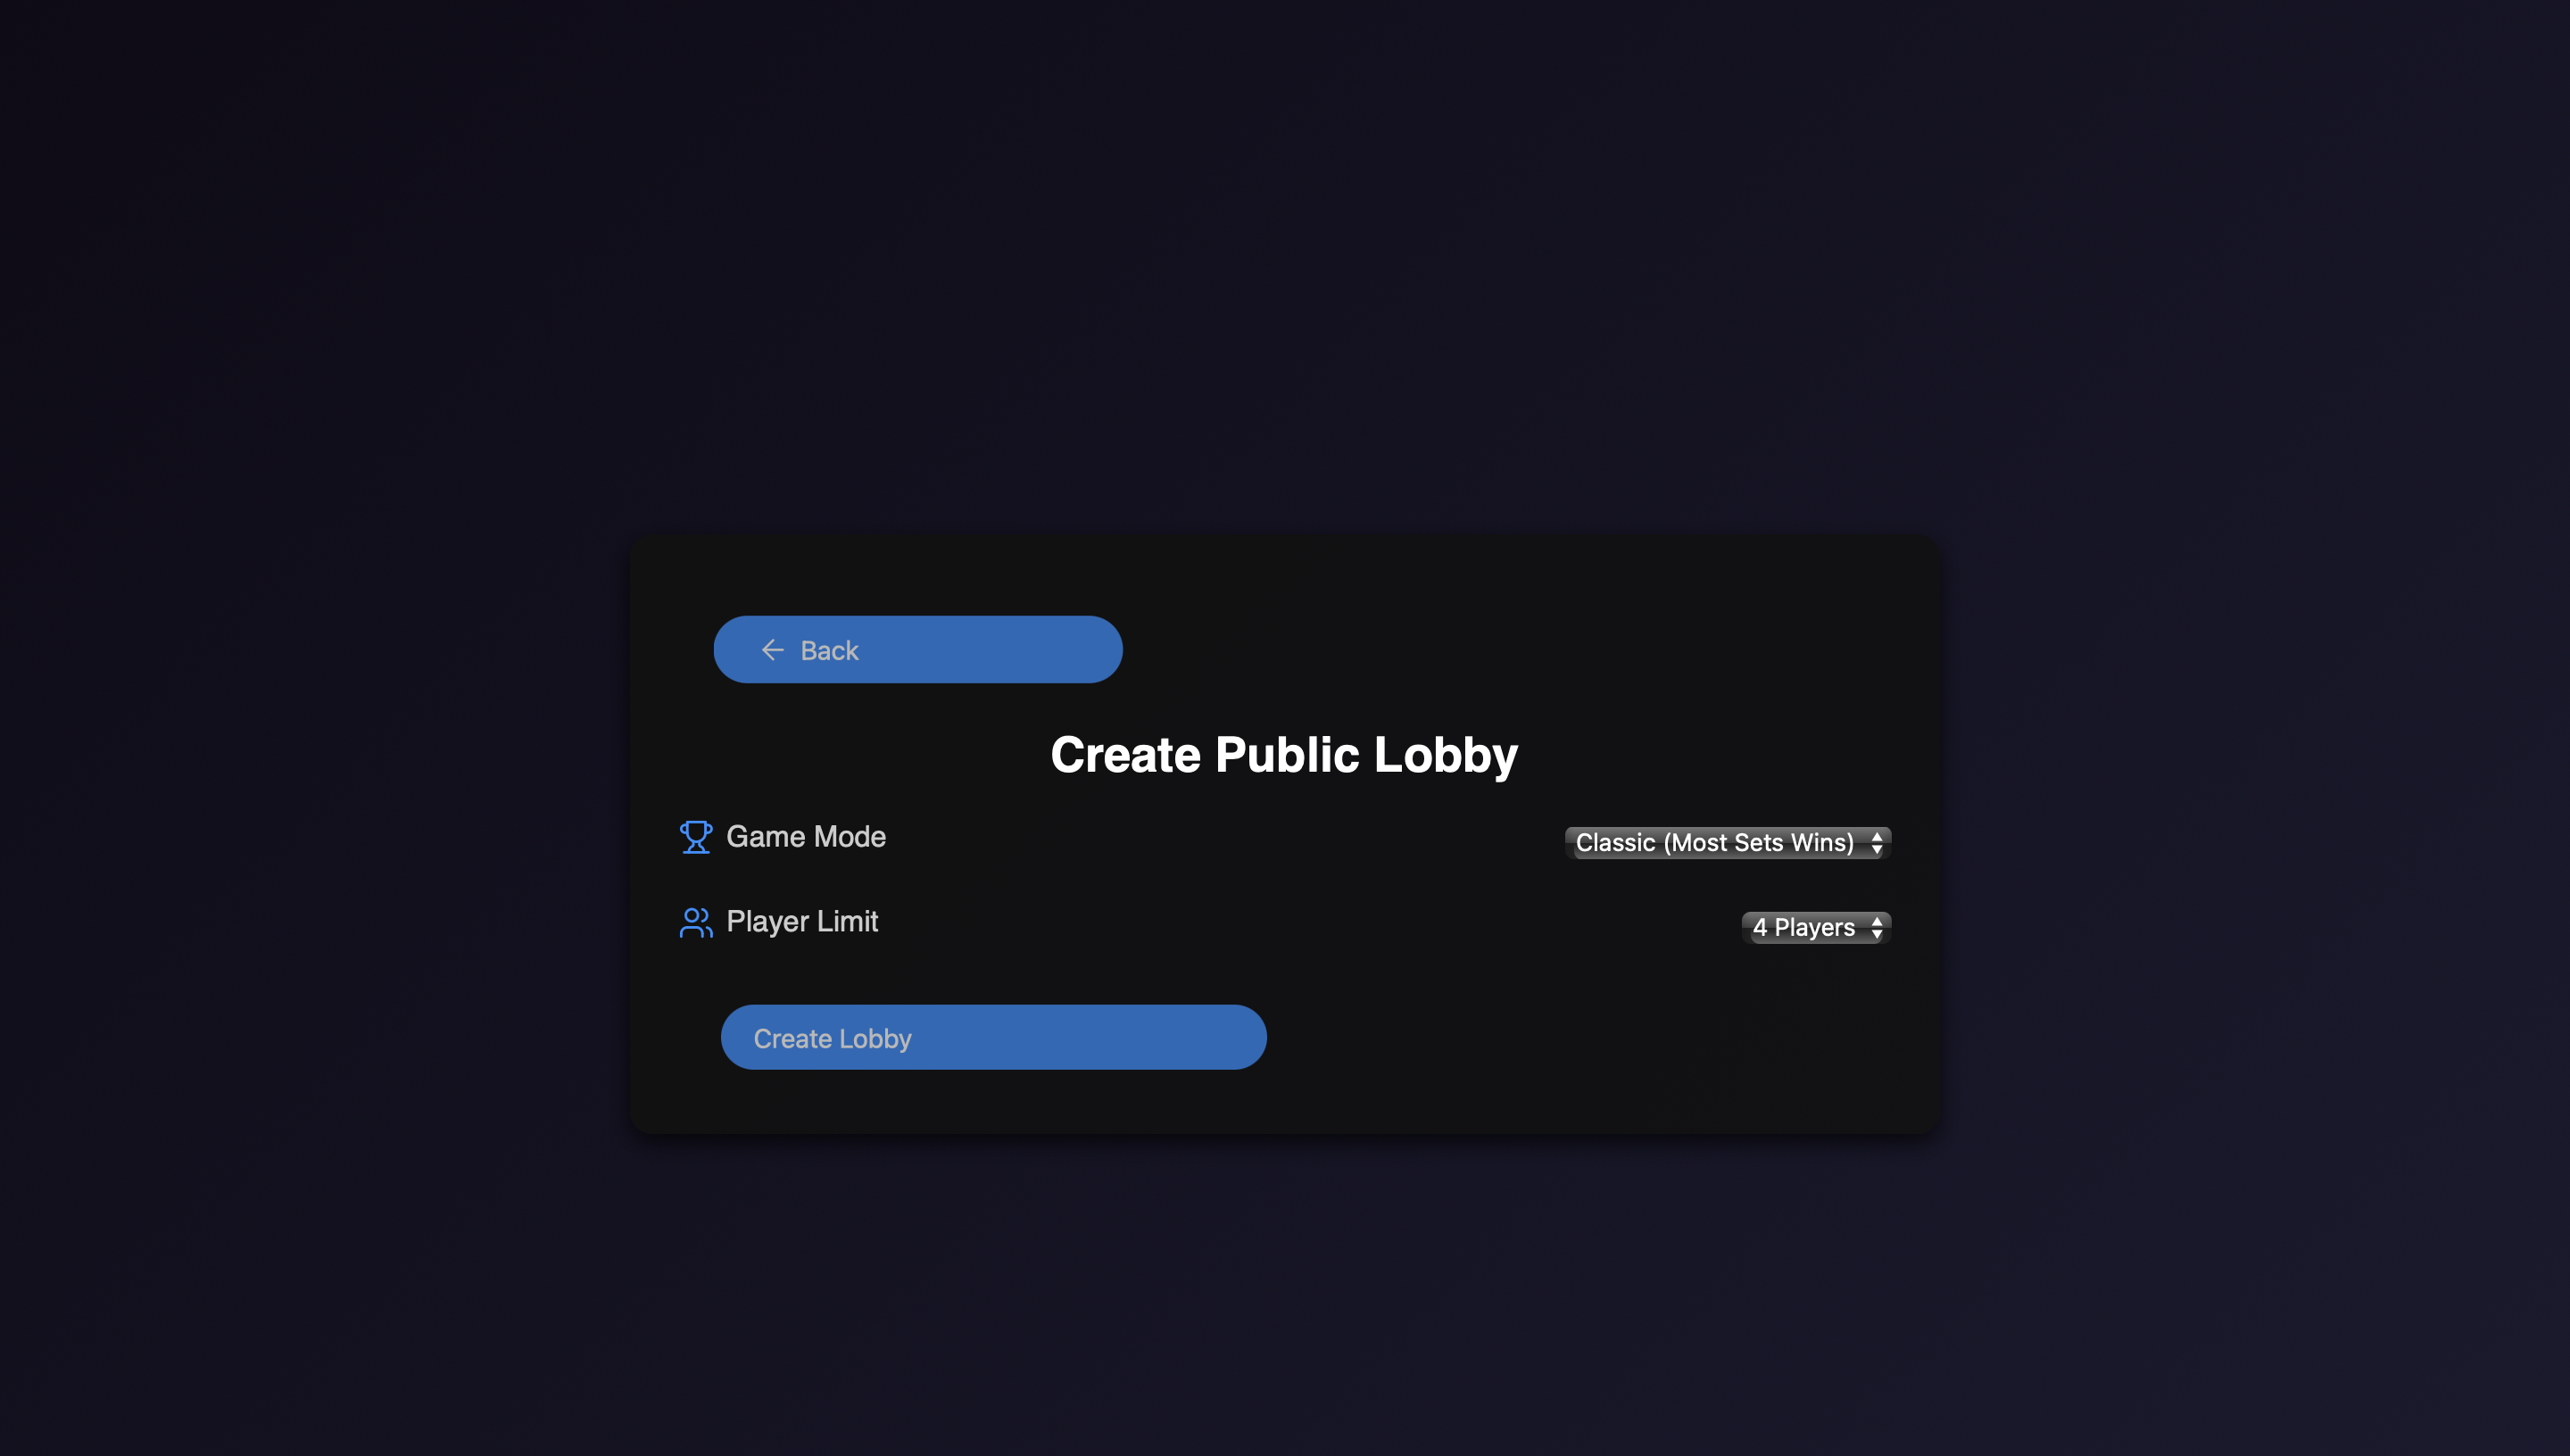 Back
Create Public Lobby
Game Mode
Classic (Most Sets Wins)
Player Limit
4 Players
Create Lobby